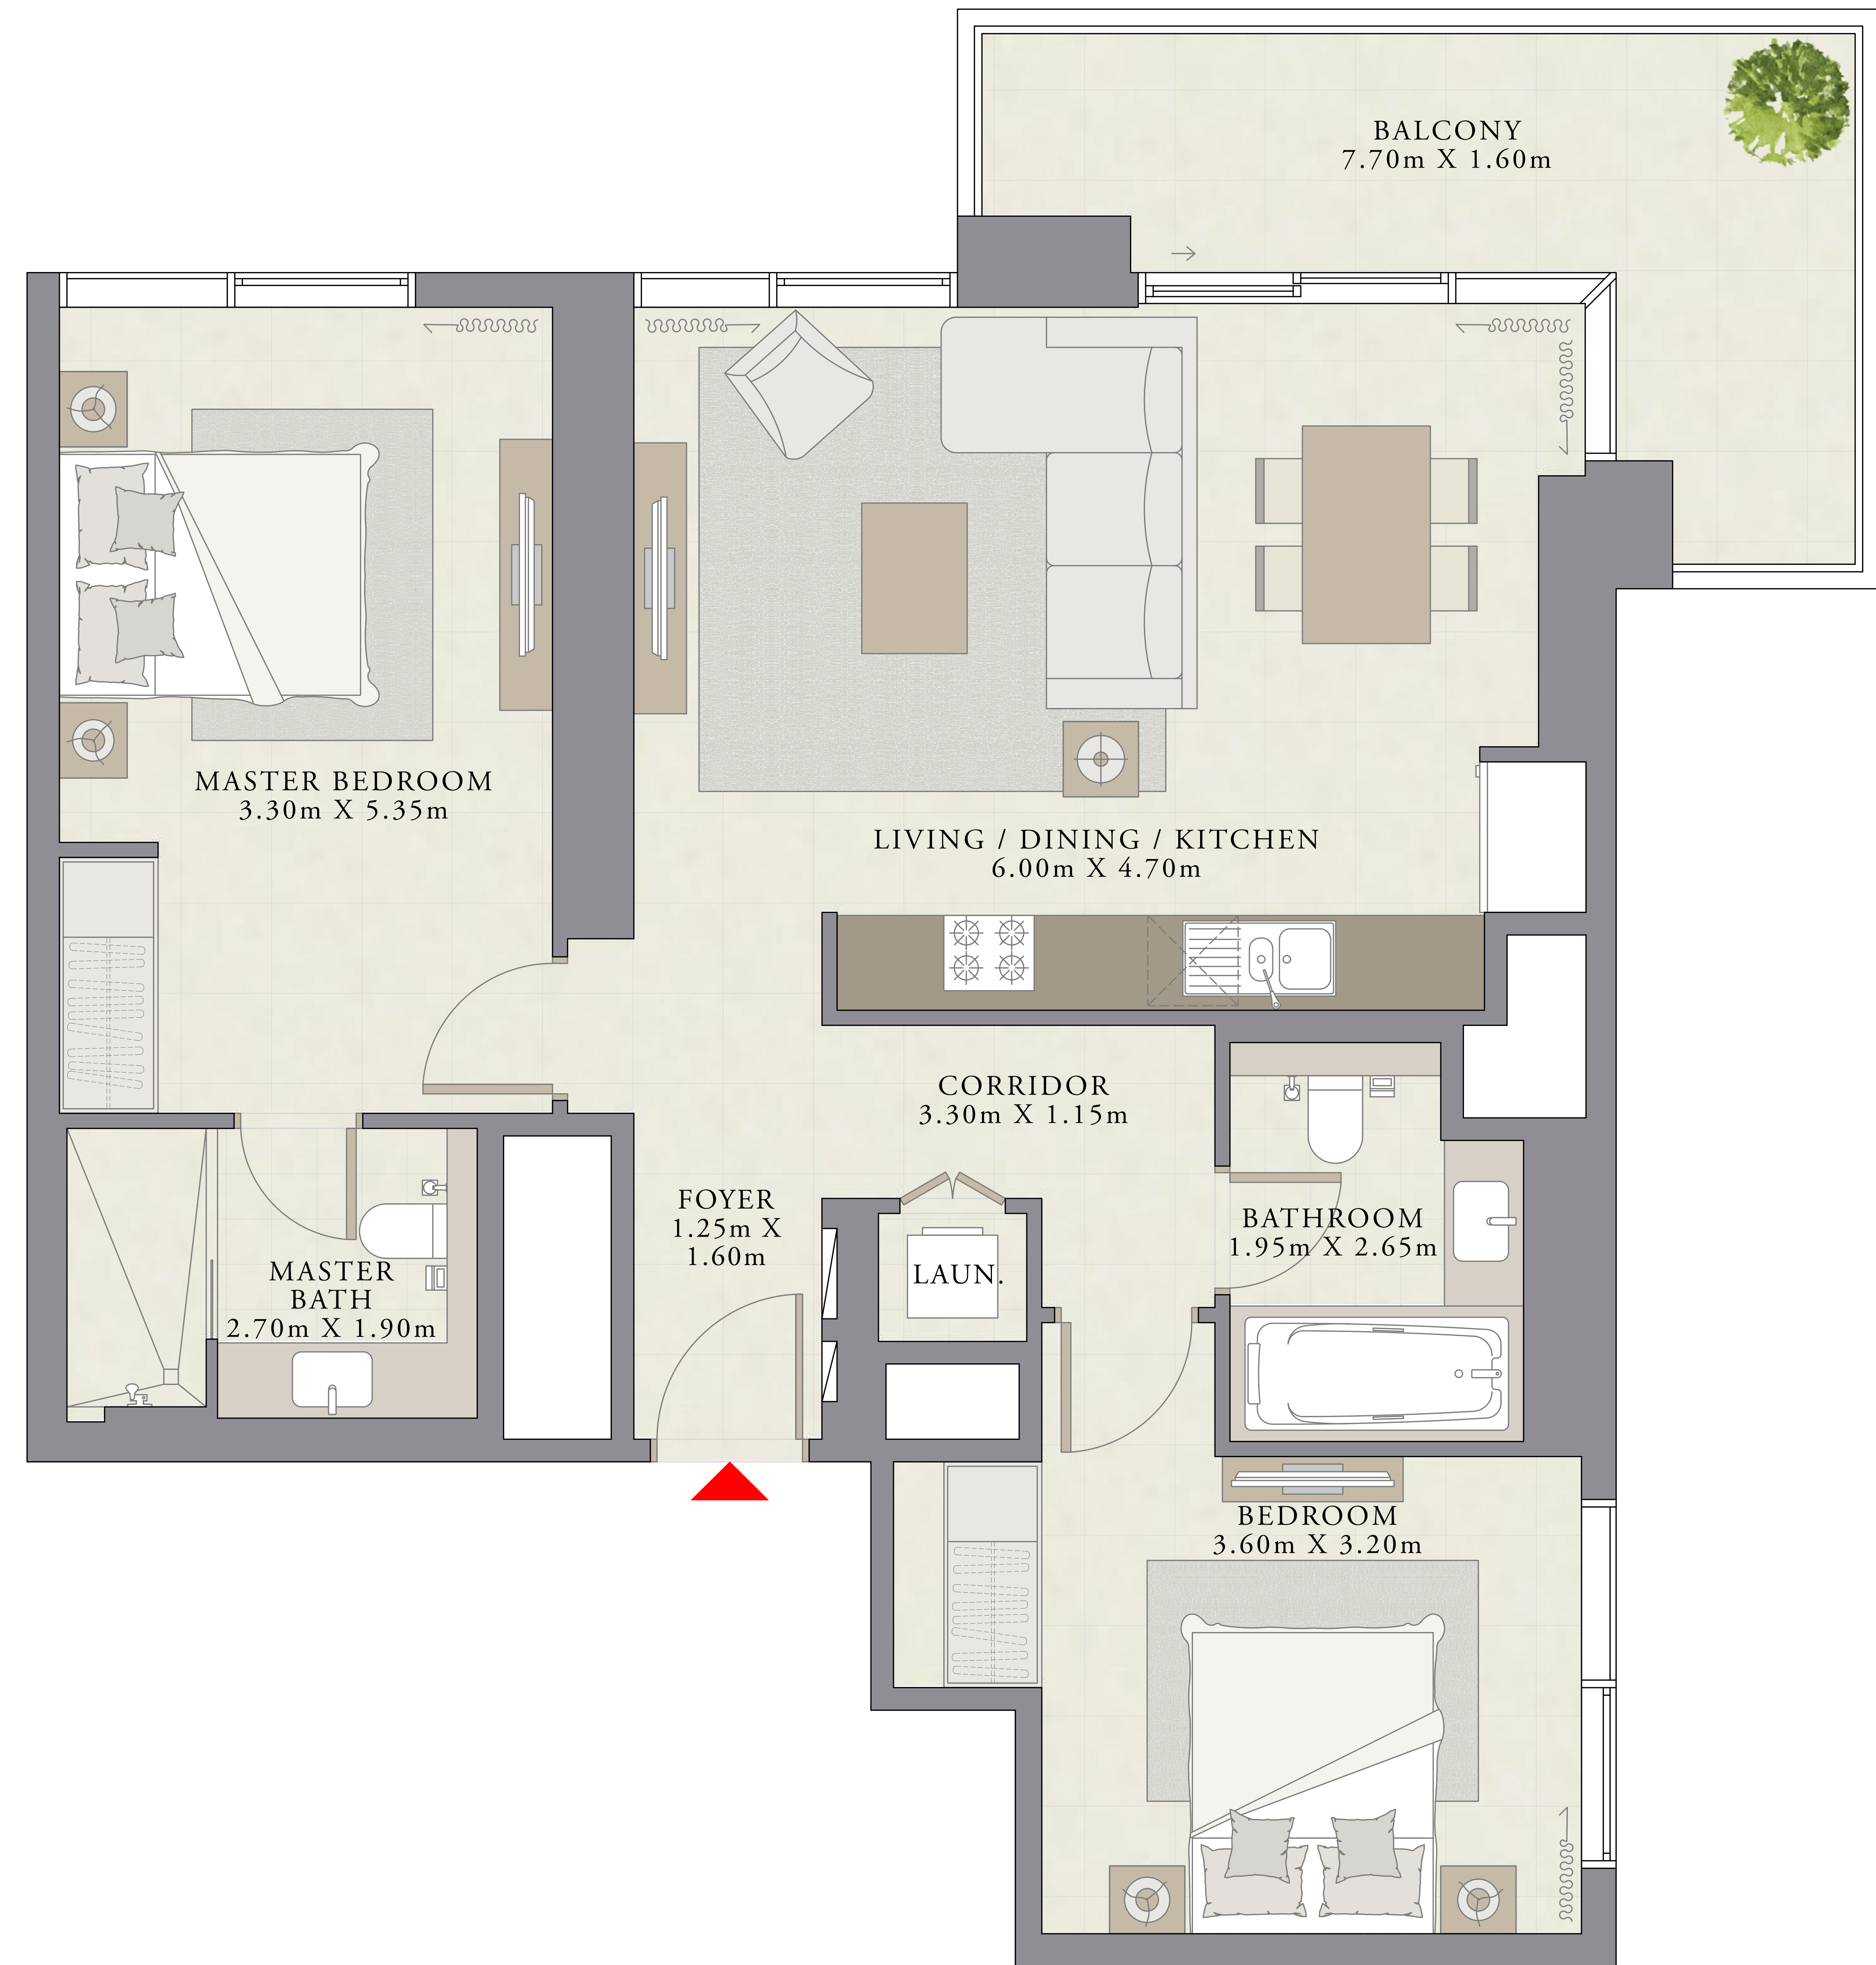 BALCONY
7.70m X 1.60m
MASTER BEDROOM
3.30m X 5.35m
LIVING / DINING / KITCHEN
6.00m X 4.70m
CORRIDOR
3.30m X 1.15m
FOYER
1.25m X
1.60m
BATHROOM
1.95m X 2.65m
MASTER
BATH
2.70m X 1.90m
LAUN.
BEDROOM
3.60m X 3.20m